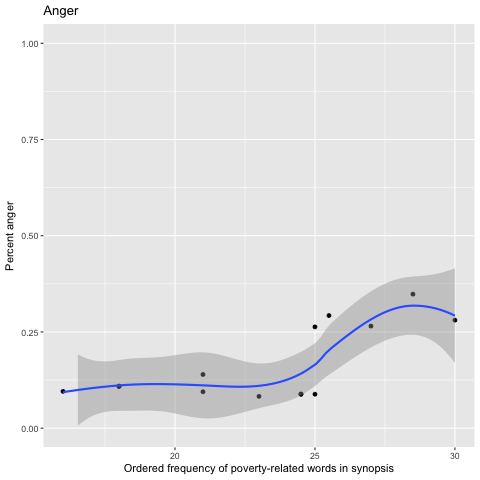 Anger
1.00
0.75
0.50
0.25
0.00
Percent anger
20
25
30
Ordered frequency of poverty-related words in synopsis